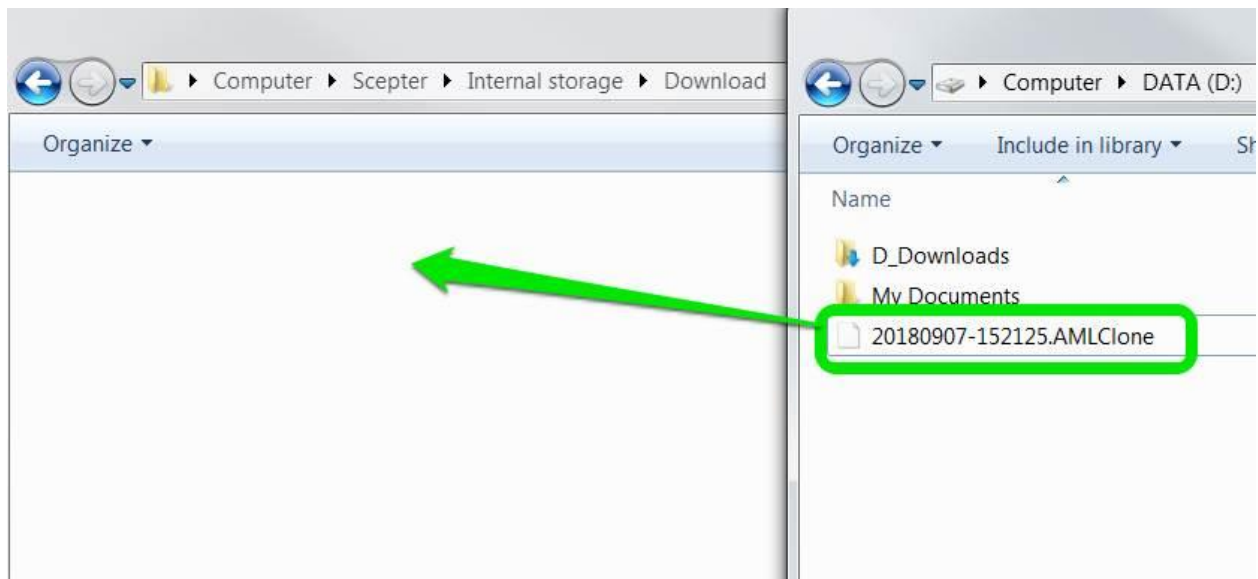 Computer Scepter Internal storage Download
Organize
Computer DATA (D:)
Organize Include in library Sh
Name
D_Downloads
My Documents
20180907-152125.AMLClone